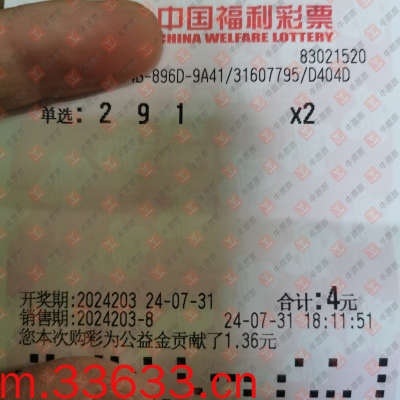 中国福利彩票
CHINA WELFARE LOTTERY
83021520
-896D-9A41/31607795/D404D
单选: 2 9 1 x2
开奖期:2024203 24-07-31 合计:4元
销售期:2024203-8 24-07-31 18:11:51
您本次购彩为公益金贡献了1.36元
m.33633.cn